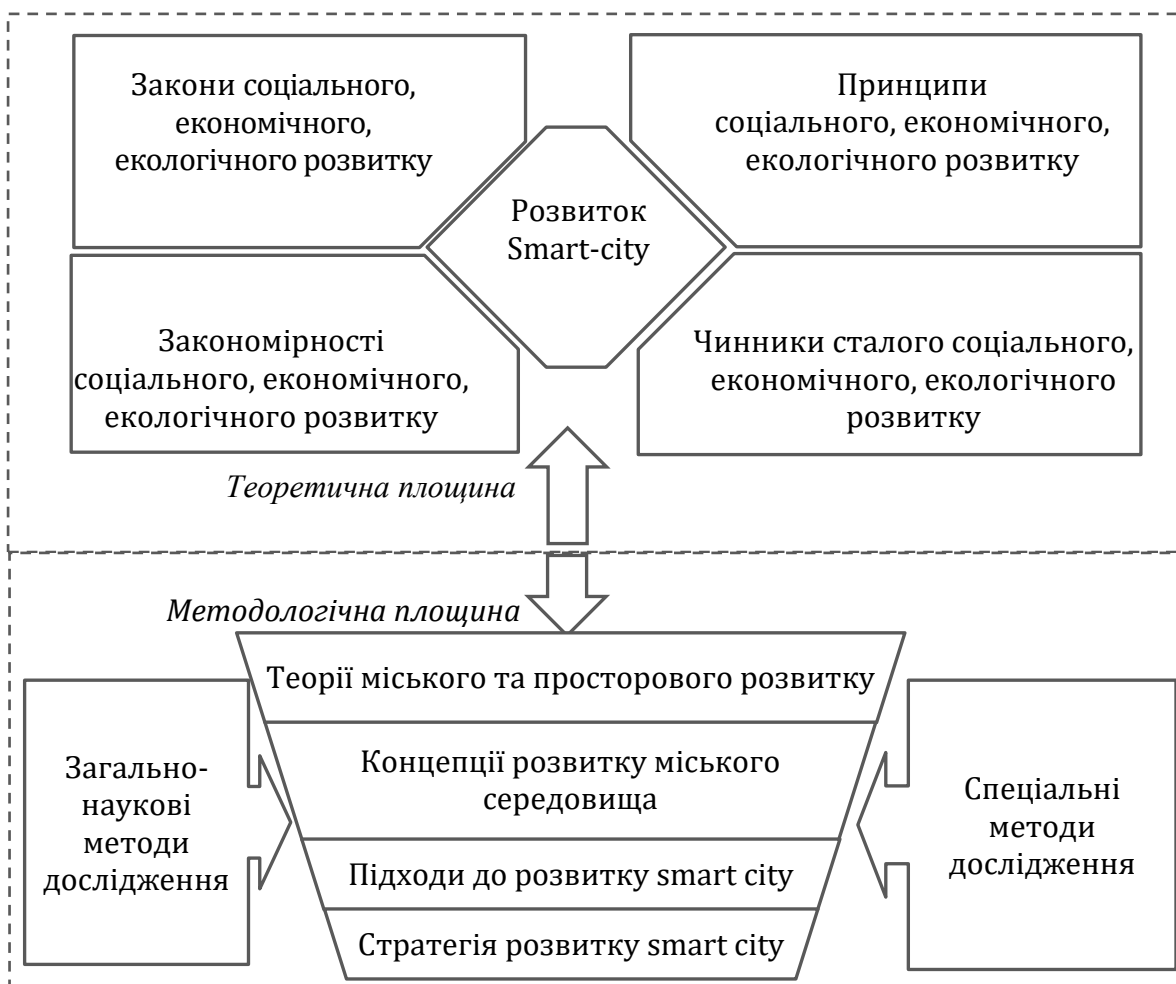 Закони соціального,
економічного,
екологічного розвитку
Принципи
соціального, економічного,
екологічного розвитку
Розвиток
Smart-city
Закономірності
соціального, економічного,
екологічного розвитку
Чинники сталого соціального,
економічного, екологічного
розвитку
Теоретична площина
Методологічна площина
Теорії міського та просторового розвитку
Концепції розвитку міського
середовища
Підходи до розвитку smart city
Стратегія розвитку smart city
Загально-
наукові
методи
дослідження
Спеціальні
методи
дослідження